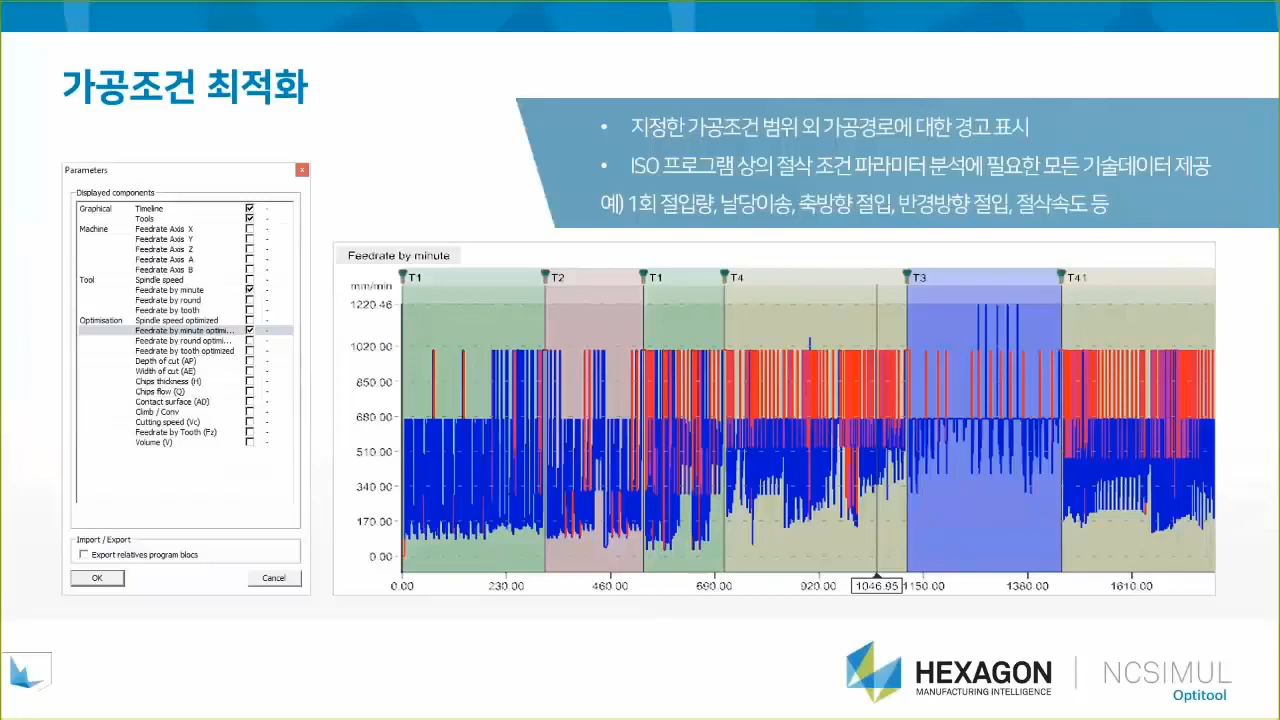 가공조건 최적화
• 지정한 가공조건 범위 외 가공경로에 대한 경고 표시
• ISO 프로그램 상의 절삭 조건 파라미터 분석에 필요한 모든 기술데이터 제공
예) 1회 절입량, 날당이송, 축방향 절입, 반경방향 절입, 절삭속도 등
Parameters x
Displayed components
Graphical Timeline -
Tools -
Machine Feedrate Axis X -
Feedrate Axis Y -
Feedrate Axis Z -
Feedrate Axis A -
Feedrate Axis B -
Tool Spindle speed -
Feedrate by minute -
Feedrate by round -
Feedrate by tooth -
Optimisation Spindle speed optimized -
Feedrate by minute optimi... -
Feedrate by round optimi... -
Feedrate by tooth optimized -
Depth of cut (AP) -
Width of cut (AE) -
Chips thickness (H) -
Chips flow (Q) -
Contact surface (AD) -
Climb / Conv -
Cutting speed (Vc) -
Feedrate by Tooth (Fz) -
Volume (V) -
Import / Export
Export relatives program blocs
OK Cancel
Feedrate by minute
T1 T2 T1 T4 T3 T41
mm/min
1220.46
1020.00
850.00
680.00
510.00
340.00
170.00
0.00
0.00 230.00 460.00 690.00 920.00 1046.95 1150.00 1380.00 1610.00
HEXAGON
MANUFACTURING INTELLIGENCE
NCSIMUL
Optitool